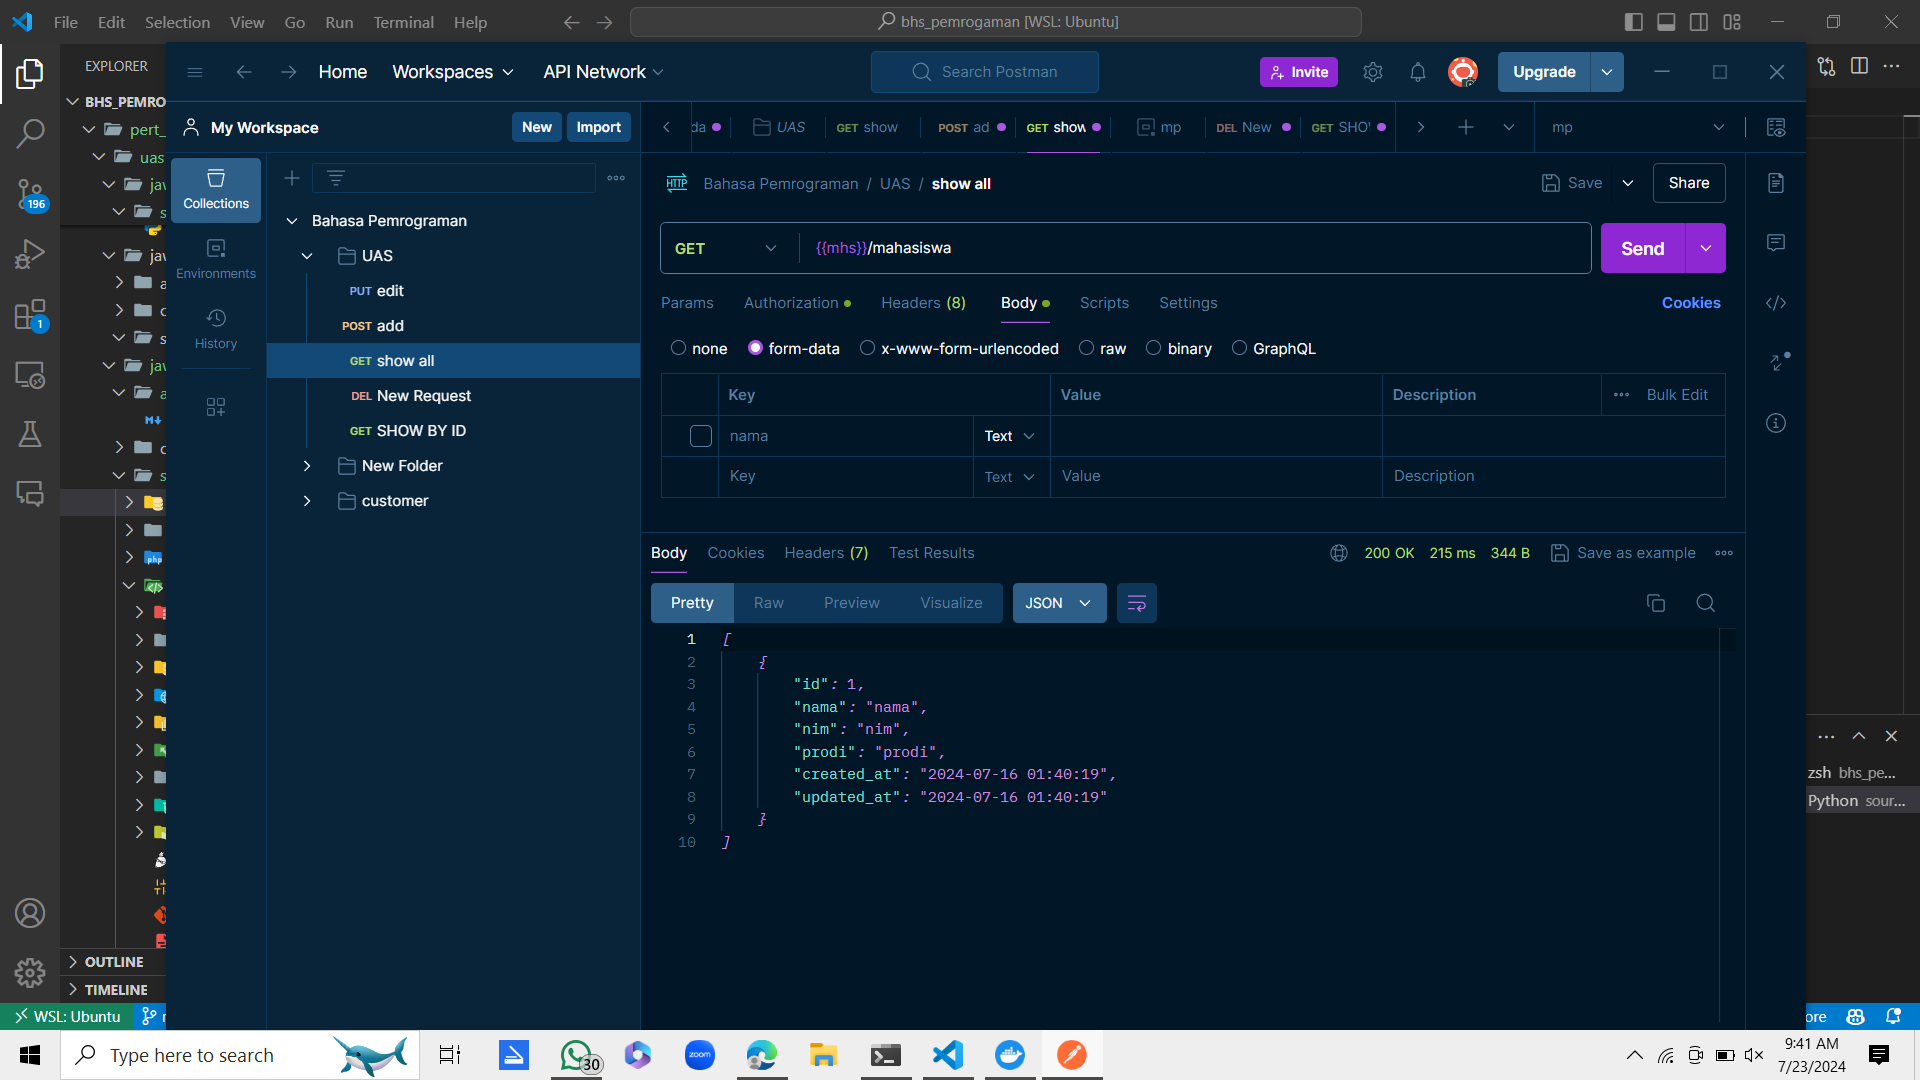 File Edit Selection View Go Run Terminal Help
bhs_pemrogaman [WSL: Ubuntu]
EXPLORER
BHS_PEMRO
pert_
uas
jav
s
jav
a
c
s
jav
a
c
s
OUTLINE
TIMELINE
196
1
Home Workspaces API Network
Search Postman
Invite
Upgrade
My Workspace
New Import
da
UAS
GET show
POST ad
GET show
mp
DEL New
GET SHO
mp
Collections
Environments
History
Bahasa Pemrograman
UAS
PUT edit
POST add
GET show all
DEL New Request
GET SHOW BY ID
New Folder
customer
HTTP
Bahasa Pemrograman / UAS / show all
Save
Share
GET
{{mhs}}/mahasiswa
Send
Params Authorization Headers (8) Body Scripts Settings
Cookies
none form-data x-www-form-urlencoded raw binary GraphQL
Key Value Description ••• Bulk Edit
nama Text
Key Text Value Description
Body Cookies Headers (7) Test Results
200 OK 215 ms 344 B Save as example
Pretty Raw Preview Visualize JSON
1 [
2 {
3 "id": 1,
4 "nama": "nama",
5 "nim": "nim",
6 "prodi": "prodi",
7 "created_at": "2024-07-16 01:40:19",
8 "updated_at": "2024-07-16 01:40:19"
9 }
10 ]
zsh bhs_pe...
Python sour...
WSL: Ubuntu
ore
Type here to search
30
zoom
9:41 AM
7/23/2024